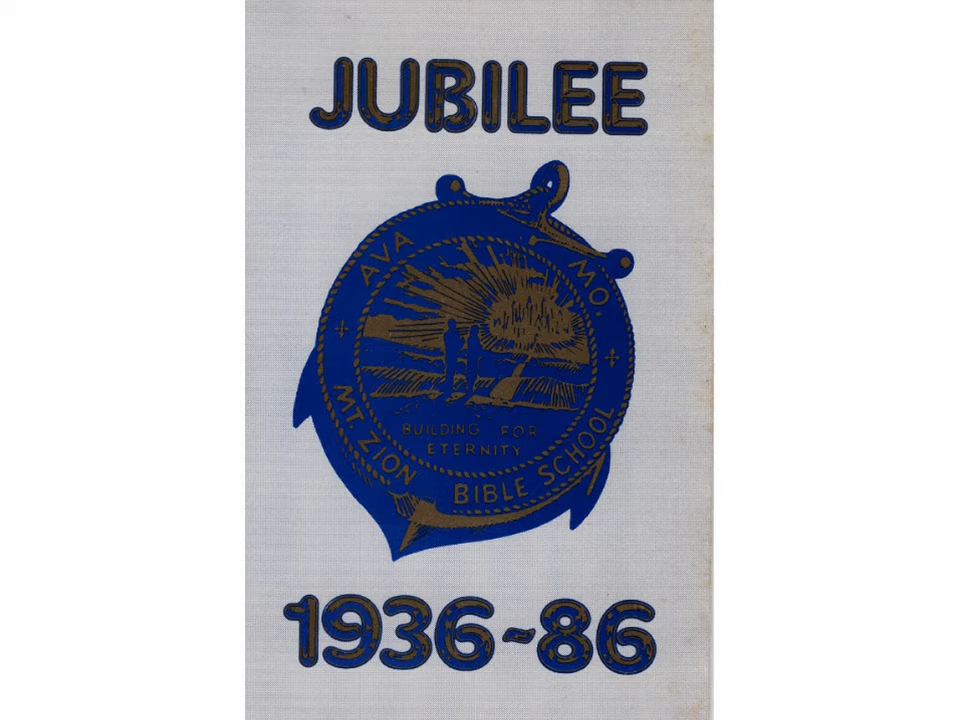 JUBILEE
AVA MO.
MT. ZION BIBLE SCHOOL
BUILDING FOR
ETERNITY
1936-86